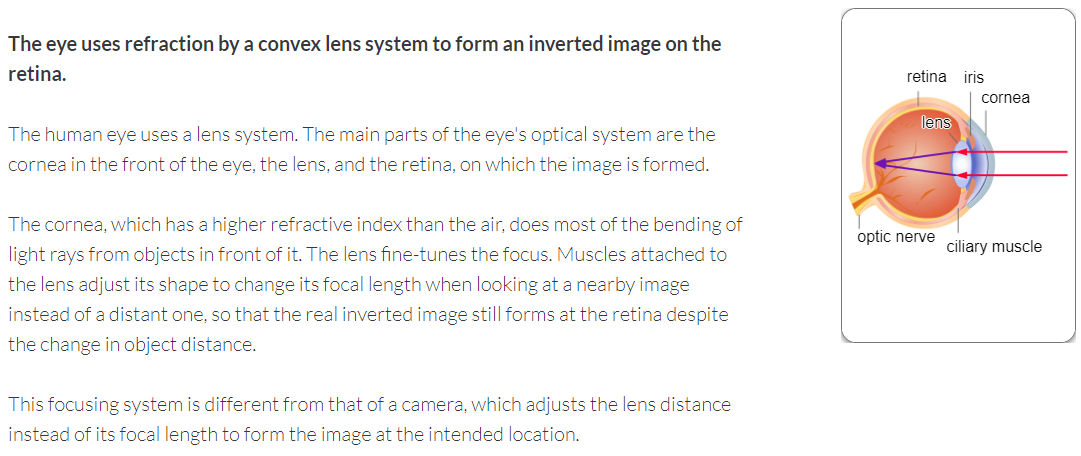 The eye uses refraction by a convex lens system to form an inverted image on the
retina.
The human eye uses a lens system. The main parts of the eye's optical system are the
cornea in the front of the eye, the lens, and the retina, on which the image is formed.
The cornea, which has a higher refractive index than the air, does most of the bending of
light rays from objects in front of it. The lens fine-tunes the focus. Muscles attached to
the lens adjust its shape to change its focal length when looking at a nearby image
instead of a distant one, so that the real inverted image still forms at the retina despite
the change in object distance.
This focusing system is different from that of a camera, which adjusts the lens distance
instead of its focal length to form the image at the intended location.
retina iris
cornea
lens
optic nerve
ciliary muscle